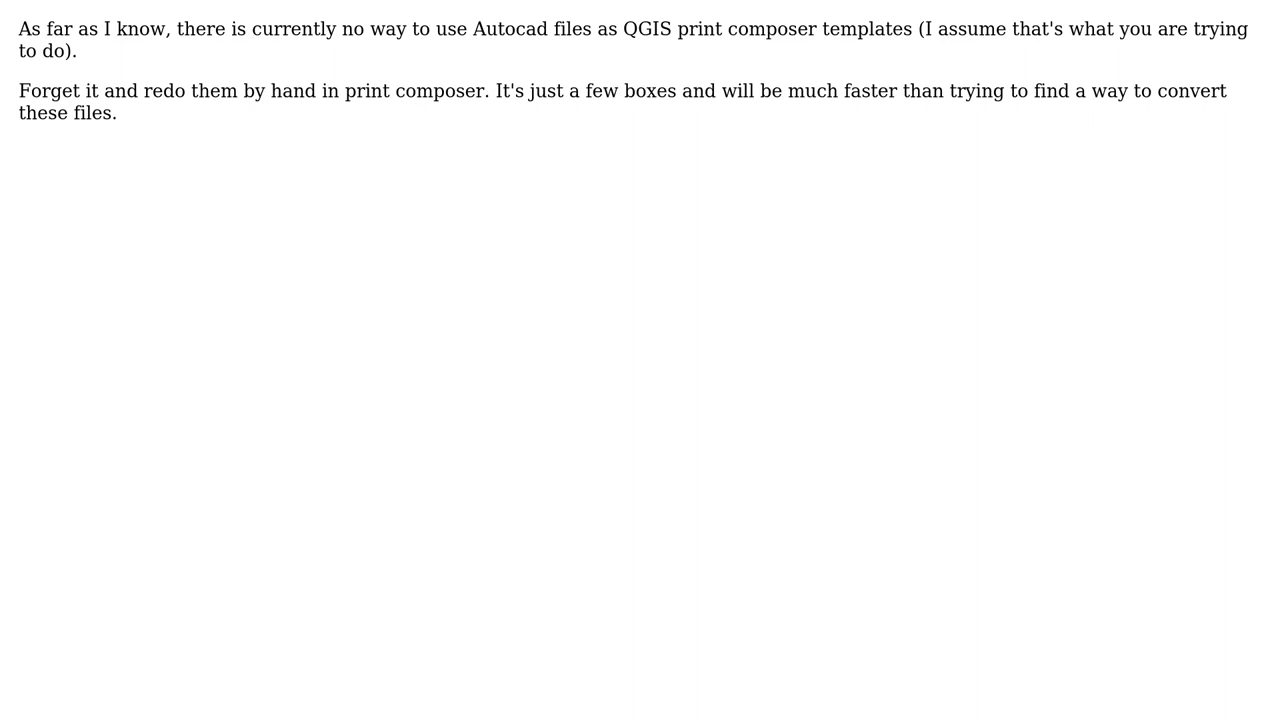 As far as I know, there is currently no way to use Autocad files as QGIS print composer templates (I assume that's what you are trying
to do).
Forget it and redo them by hand in print composer. It's just a few boxes and will be much faster than trying to find a way to convert
these files.